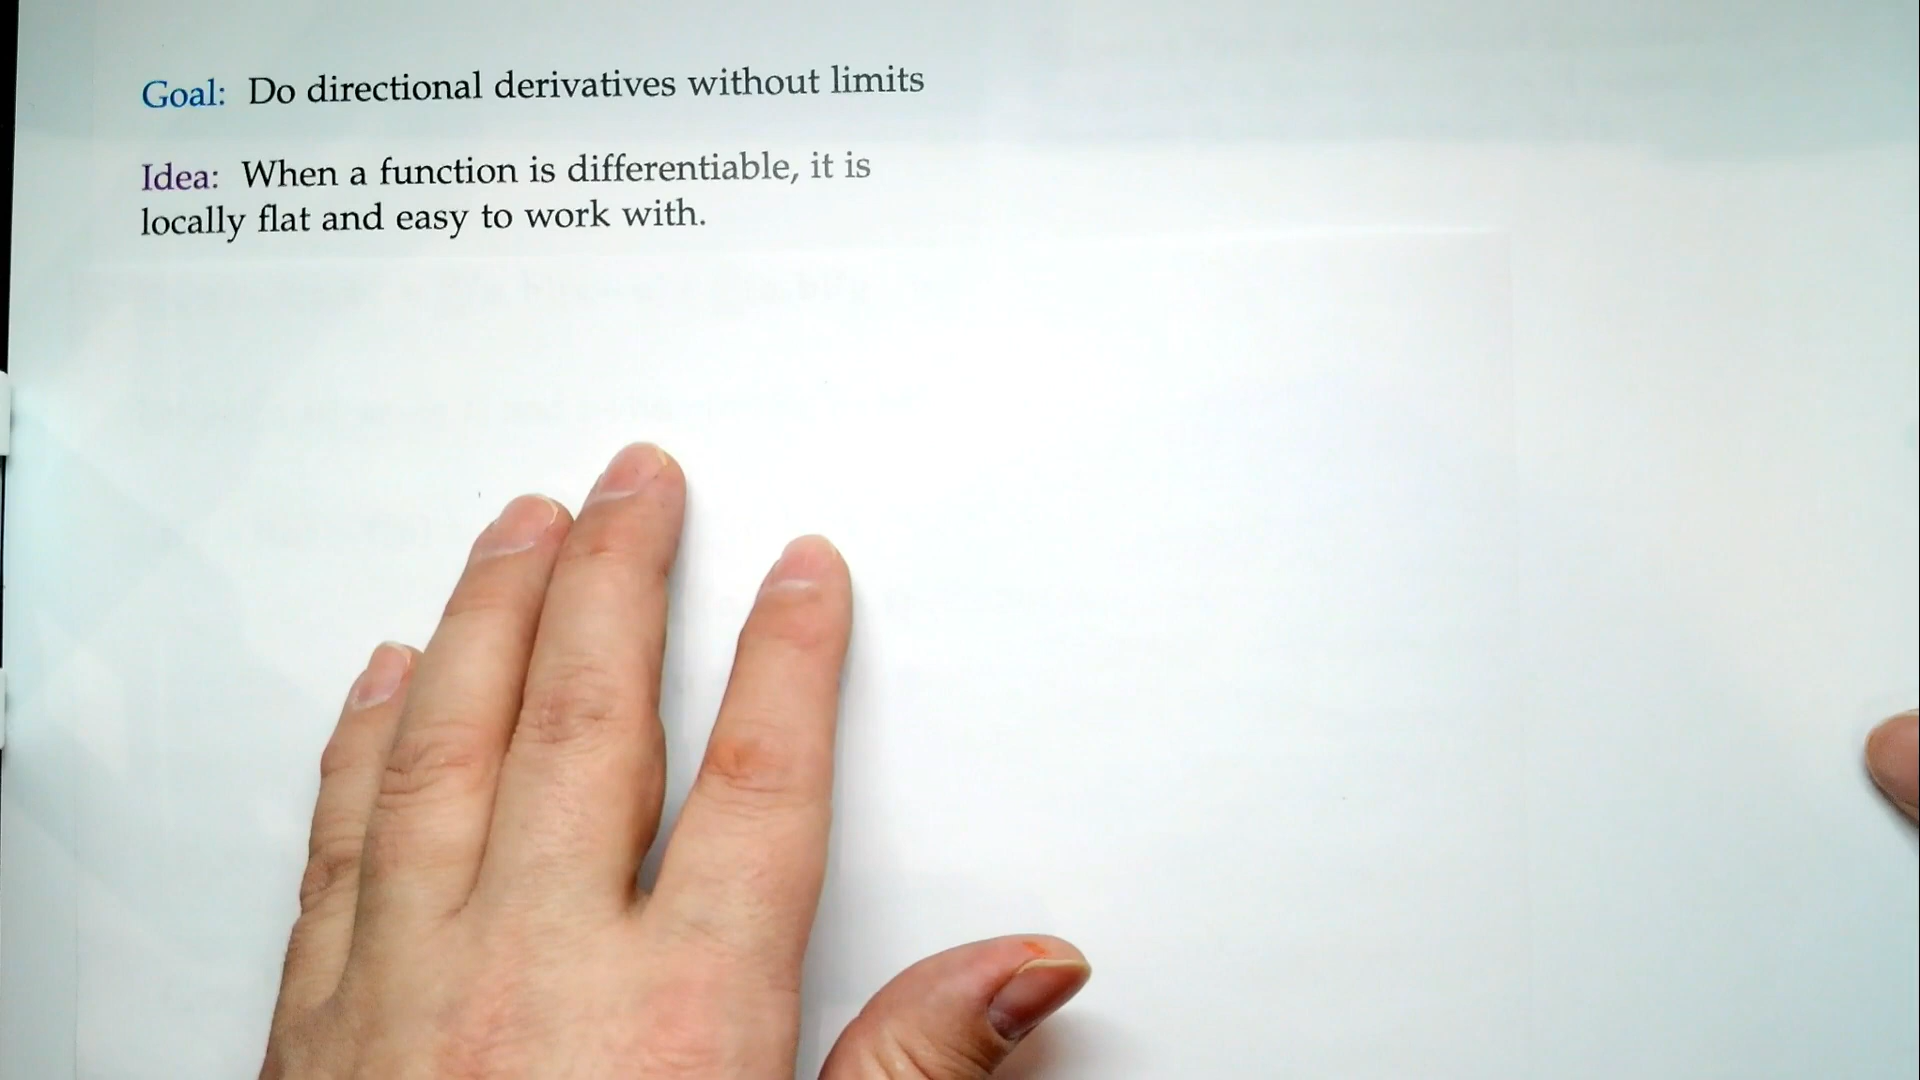 Goal: Do directional derivatives without limits
Idea: When a function is differentiable, it is
locally flat and easy to work with.